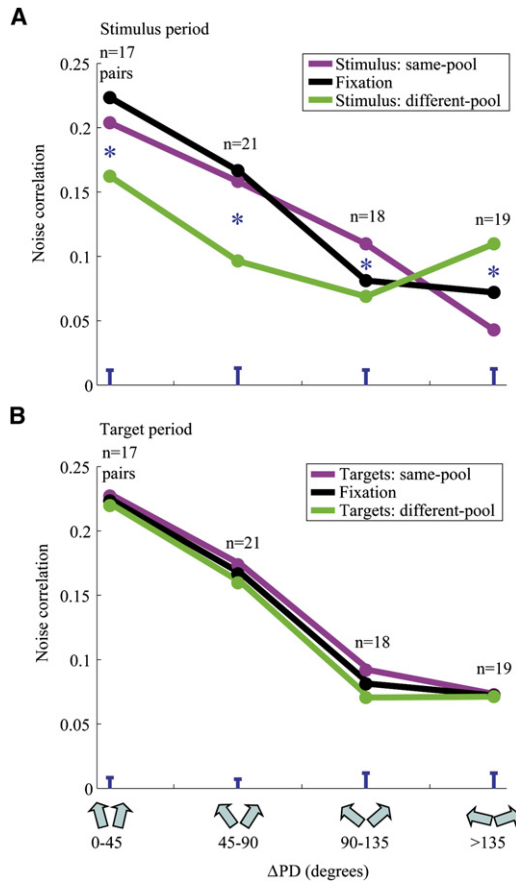 A
Stimulus period
n=17
pairs
0.25
Stimulus: same-pool
Fixation
Stimulus: different-pool
0.2
n=21
n=18
n=19
0.15
*
*
*
*
0.1
0.05
0
Noise correlation
B
Target period
n=17
pairs
0.25
Targets: same-pool
Fixation
Targets: different-pool
0.2
n=21
0.15
n=18
n=19
0.1
0.05
0
Noise correlation
0-45 45-90 90-135 >135
ΔPD (degrees)